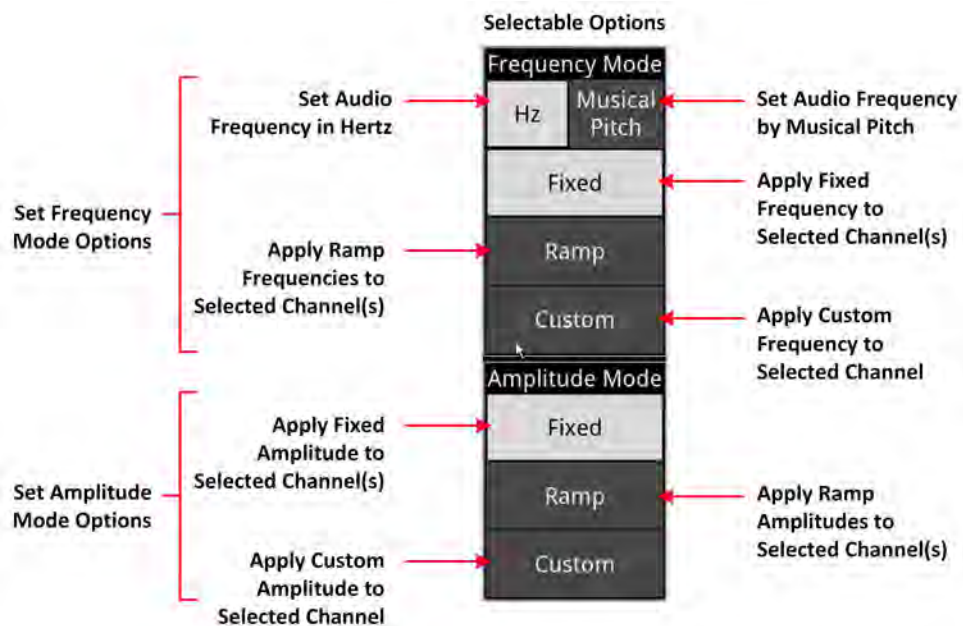 Selectable Options
Frequency Mode
Hz
Musical
Pitch
Fixed
Ramp
Custom
Amplitude Mode
Fixed
Ramp
Custom
Set Frequency
Mode Options
Set Audio
Frequency in Hertz
Apply Ramp
Frequencies to
Selected Channel(s)
Set Audio Frequency
by Musical Pitch
Apply Fixed
Frequency to
Selected Channel(s)
Apply Custom
Frequency to
Selected Channel
Set Amplitude
Mode Options
Apply Fixed
Amplitude to
Selected Channel(s)
Apply Custom
Amplitude to
Selected Channel
Apply Ramp
Amplitudes to
Selected Channel(s)